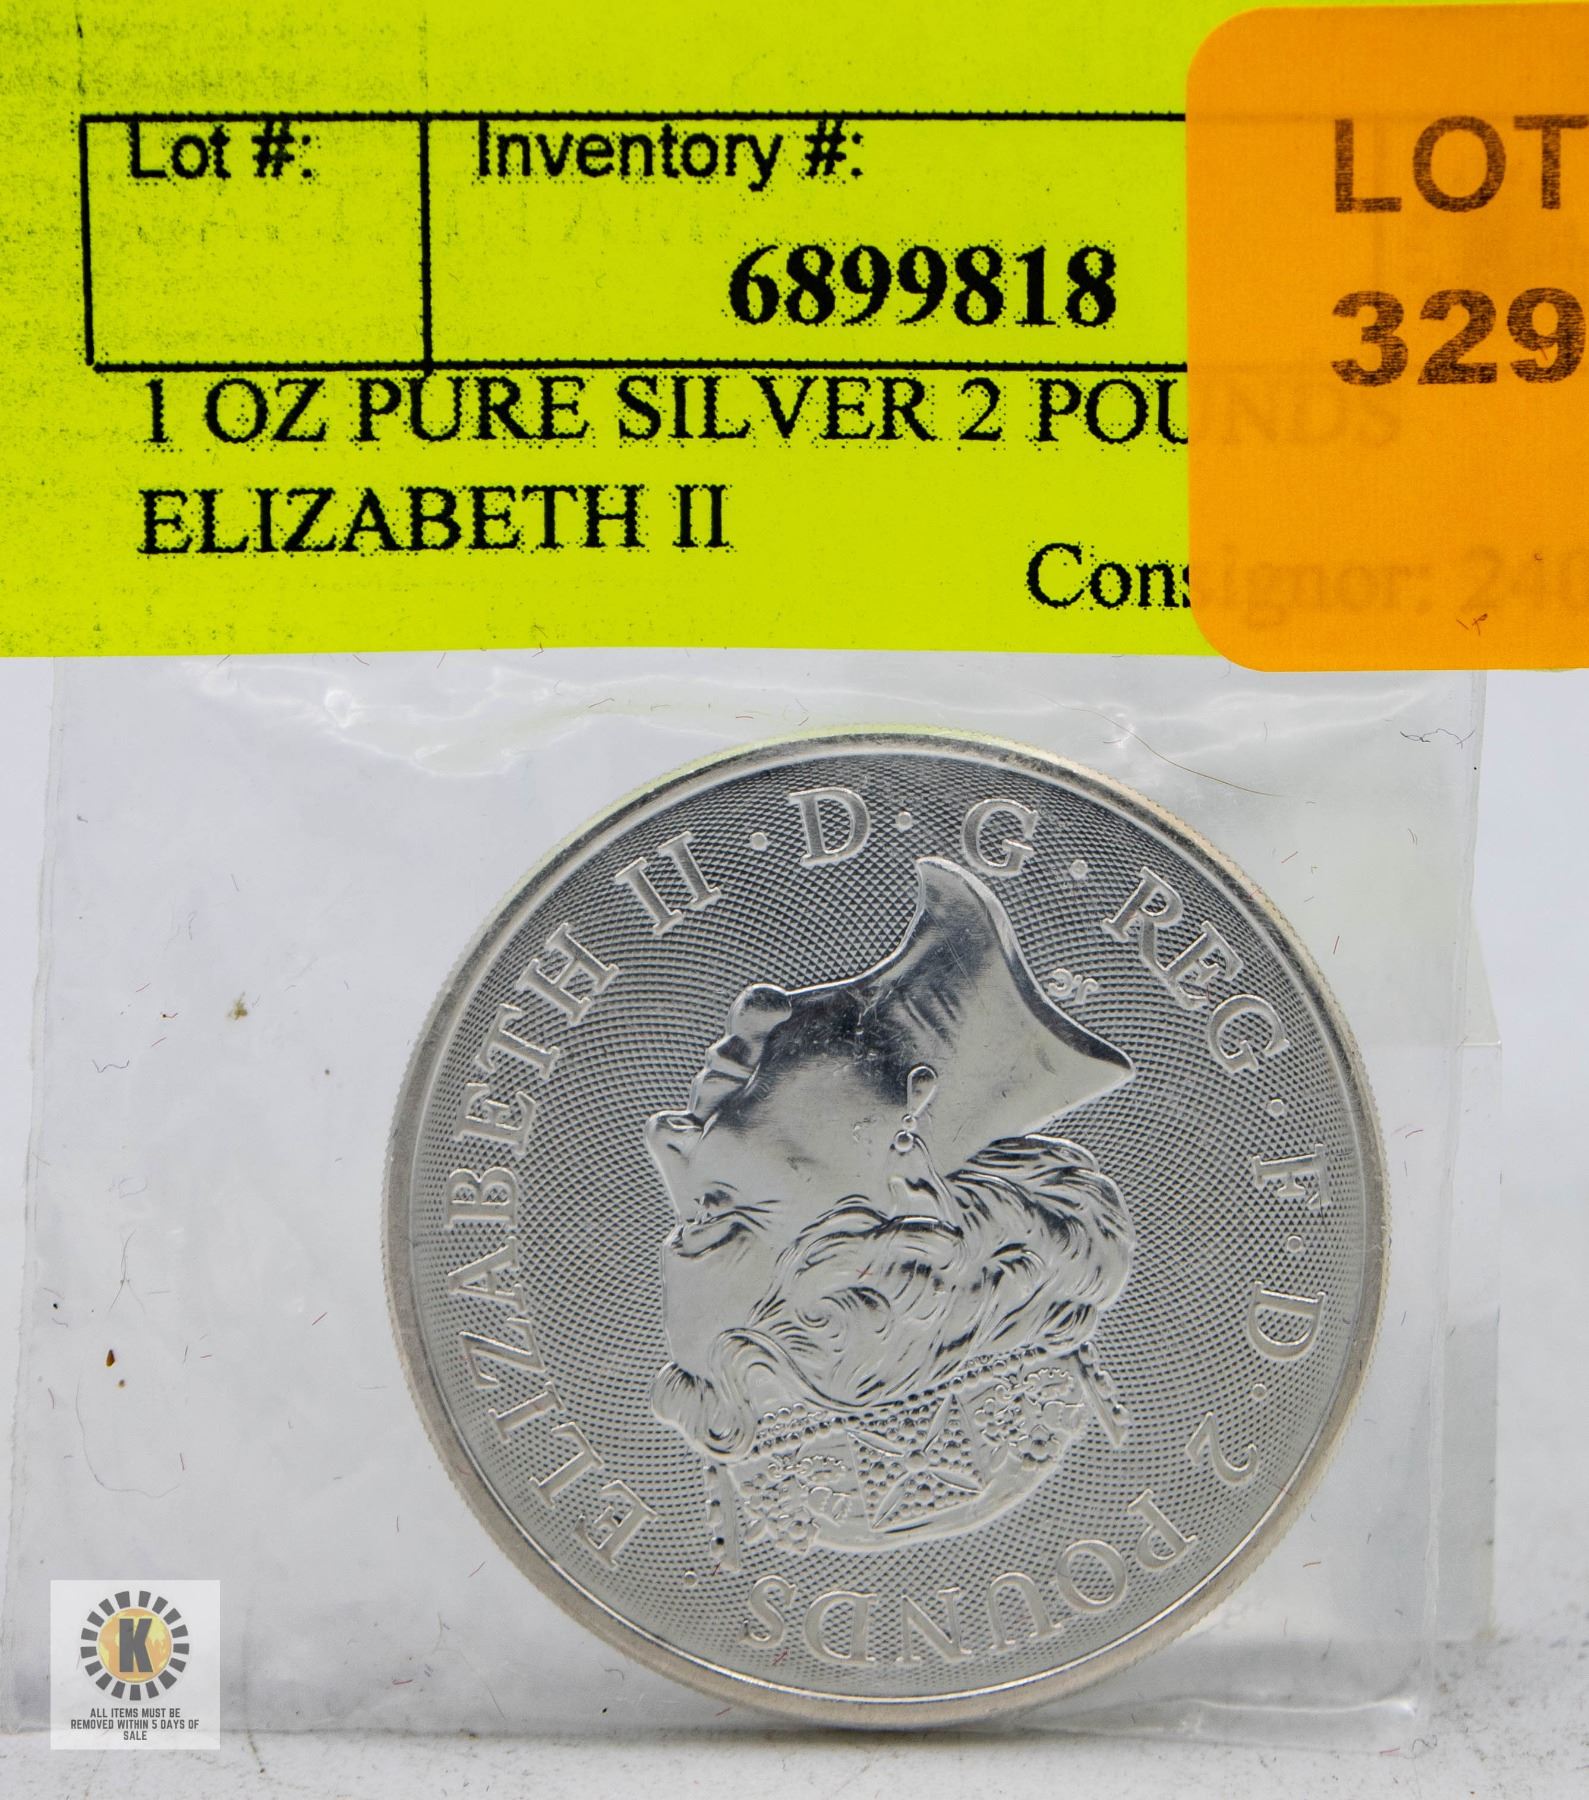 Lot #:
Inventory #:
LOT
329
6899818
1 OZ PURE SILVER 2 POUNDS
ELIZABETH II
Consignor: 240
· ELIZABETH II · D · G · REG · F · D · 2 POUNDS
JC
K
ALL ITEMS MUST BE
REMOVED WITHIN 5 DAYS OF
SALE